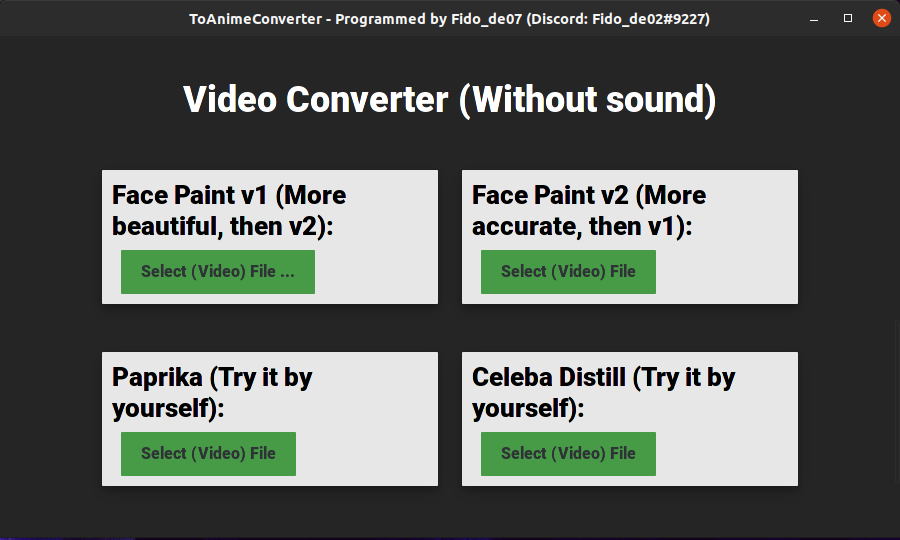 ToAnimeConverter - Programmed by Fido_de07 (Discord: Fido_de02#9227)
Video Converter (Without sound)
Face Paint v1 (More
beautiful, then v2):
Select (Video) File ...
Face Paint v2 (More
accurate, then v1):
Select (Video) File
Paprika (Try it by
yourself):
Select (Video) File
Celeba Distill (Try it by
yourself):
Select (Video) File